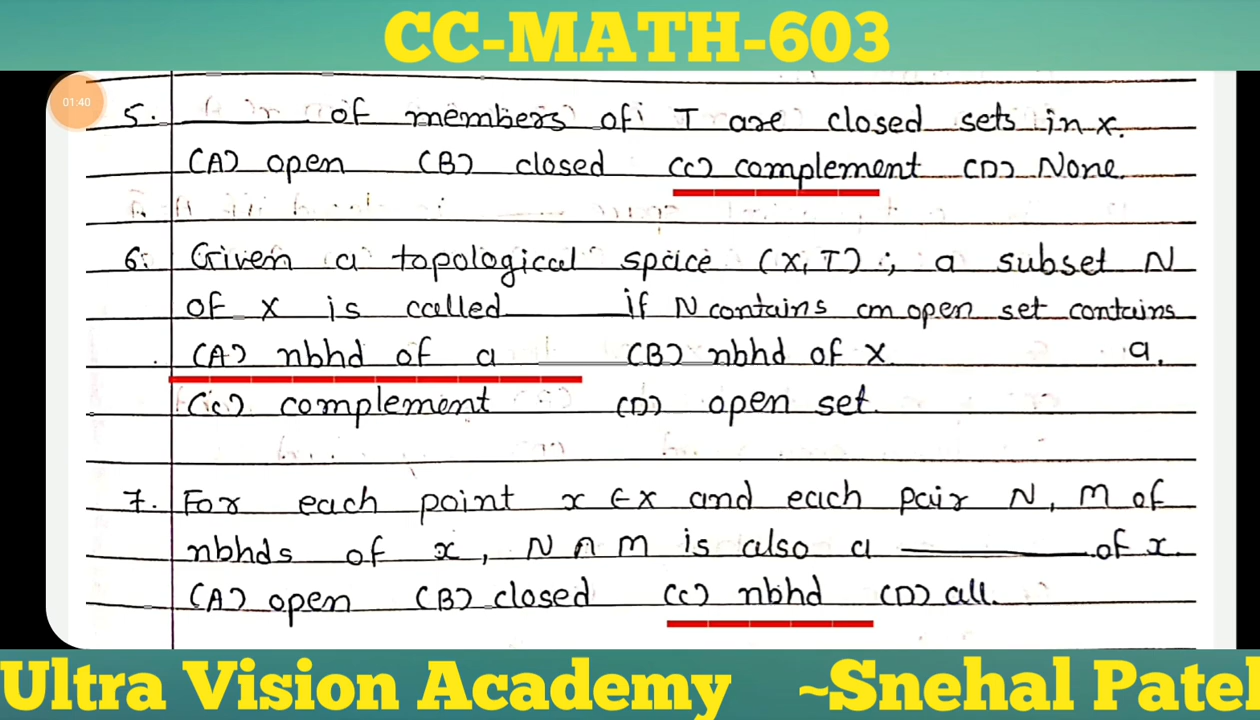 CC-MATH-603
01:40
5. ______ of members of T are closed sets in x.
(A) open (B) closed (C) complement (D) None.
6. Given a topological space (X, T) ; a subset N
of X is called ______ if N contains an open set contains
(A) nbhd of a (B) nbhd of X a.
(C) complement (D) open set.
7. For each point x ∈ X and each pair N, M of
nbhds of x, N ∩ M is also a ______ of x.
(A) open (B) closed (C) nbhd (D) all.
Ultra Vision Academy ~Snehal Patel